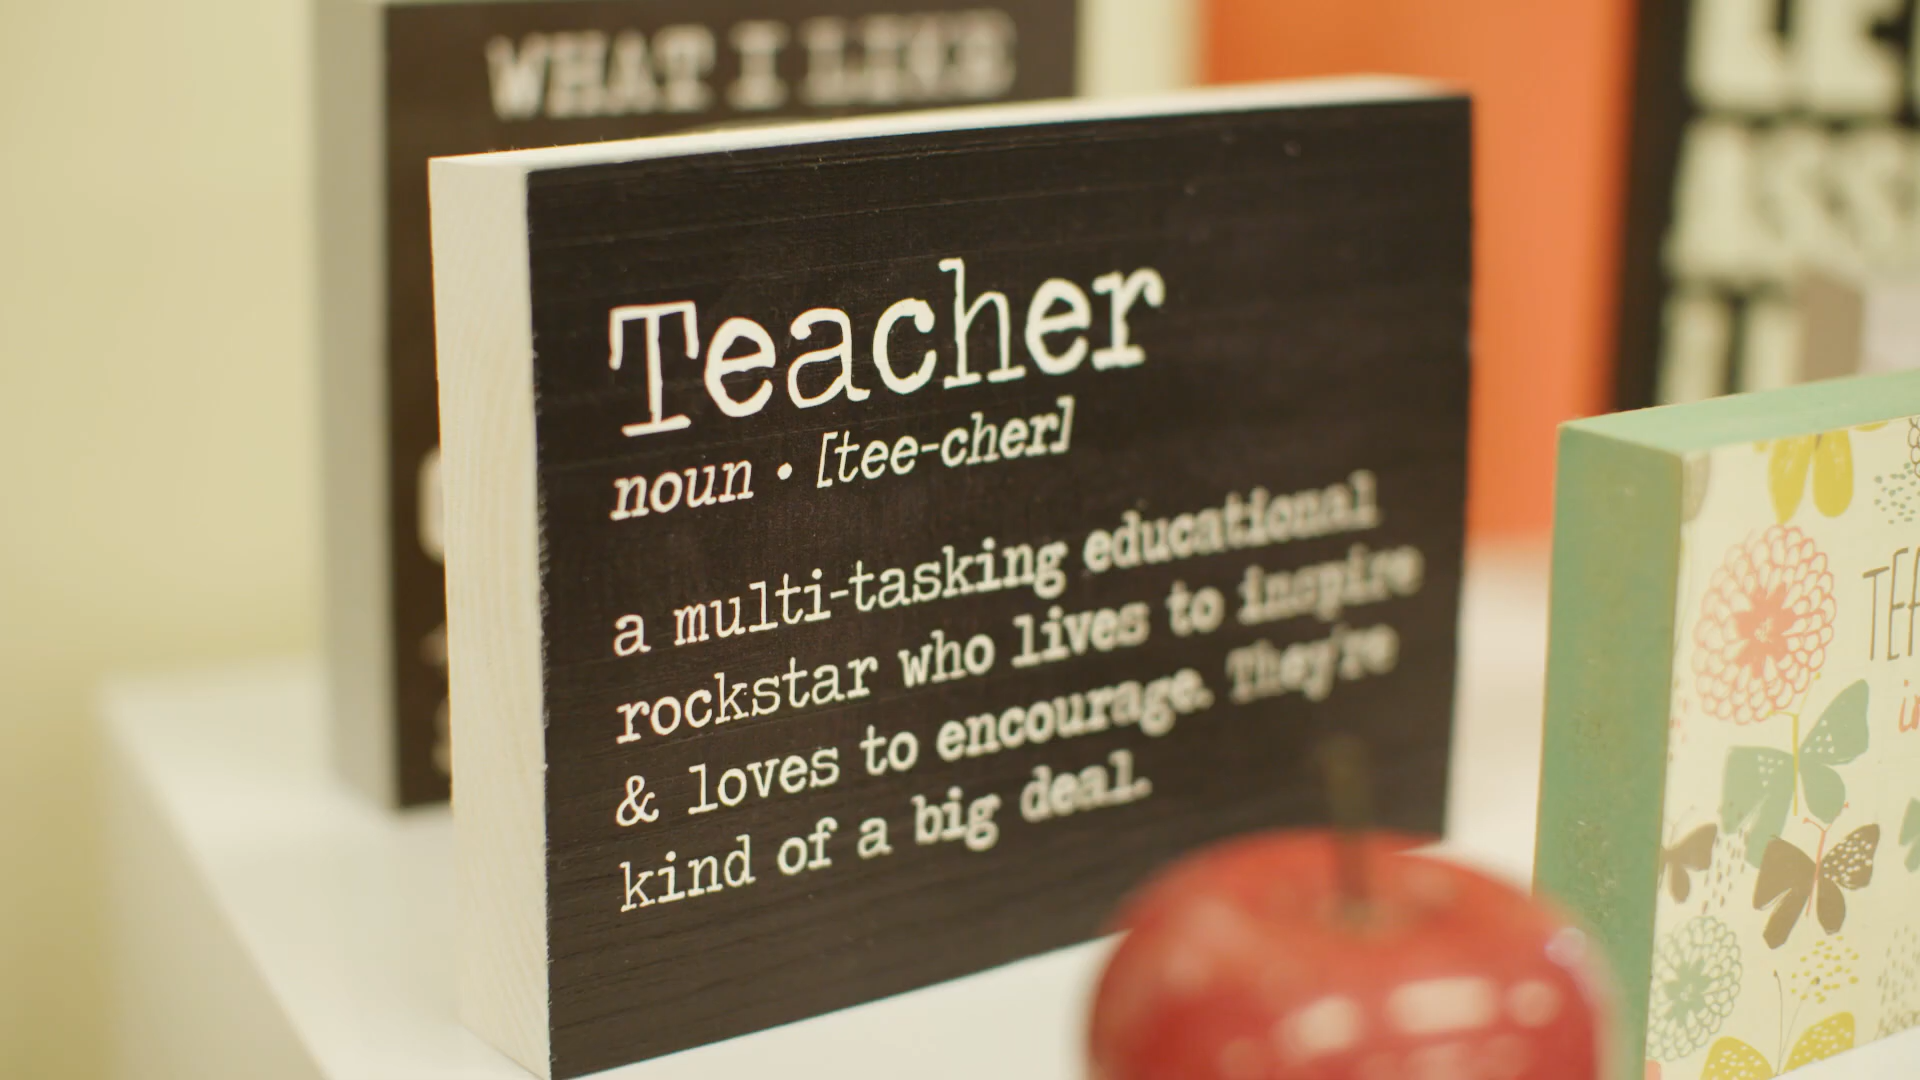 WHAT I LIKE
Teacher
noun • [tee-cher]
a multi-tasking educational
rockstar who lives to inspire
& loves to encourage. They're
kind of a big deal.